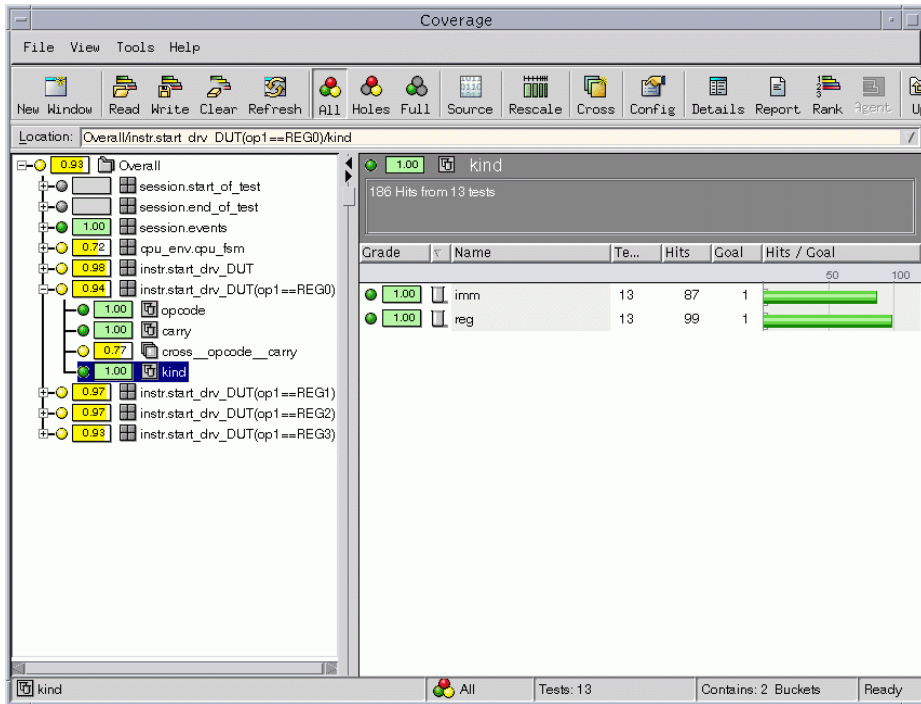 Coverage
File View Tools Help
New Window Read Write Clear Refresh All Holes Full Source Rescale Cross Config Details Report Rank Agent U
Location: Overall/instr.start_drv_DUT(op1==REG0)/kind
0.93 Overall
session.start_of_test
session.end_of_test
1.00 session.events
0.72 cpu_env.cpu_fsm
0.98 instr.start_drv_DUT
0.94 instr.start_drv_DUT(op1==REG0)
1.00 opcode
1.00 carry
0.77 cross__opcode__carry
1.00 kind
0.97 instr.start_drv_DUT(op1==REG1)
0.97 instr.start_drv_DUT(op1==REG2)
0.93 instr.start_drv_DUT(op1==REG3)
1.00 kind
186 Hits from 13 tests
Grade Name Te... Hits Goal Hits / Goal
50 100
1.00 imm 13 87 1
1.00 reg 13 99 1
kind All Tests: 13 Contains: 2 Buckets Ready